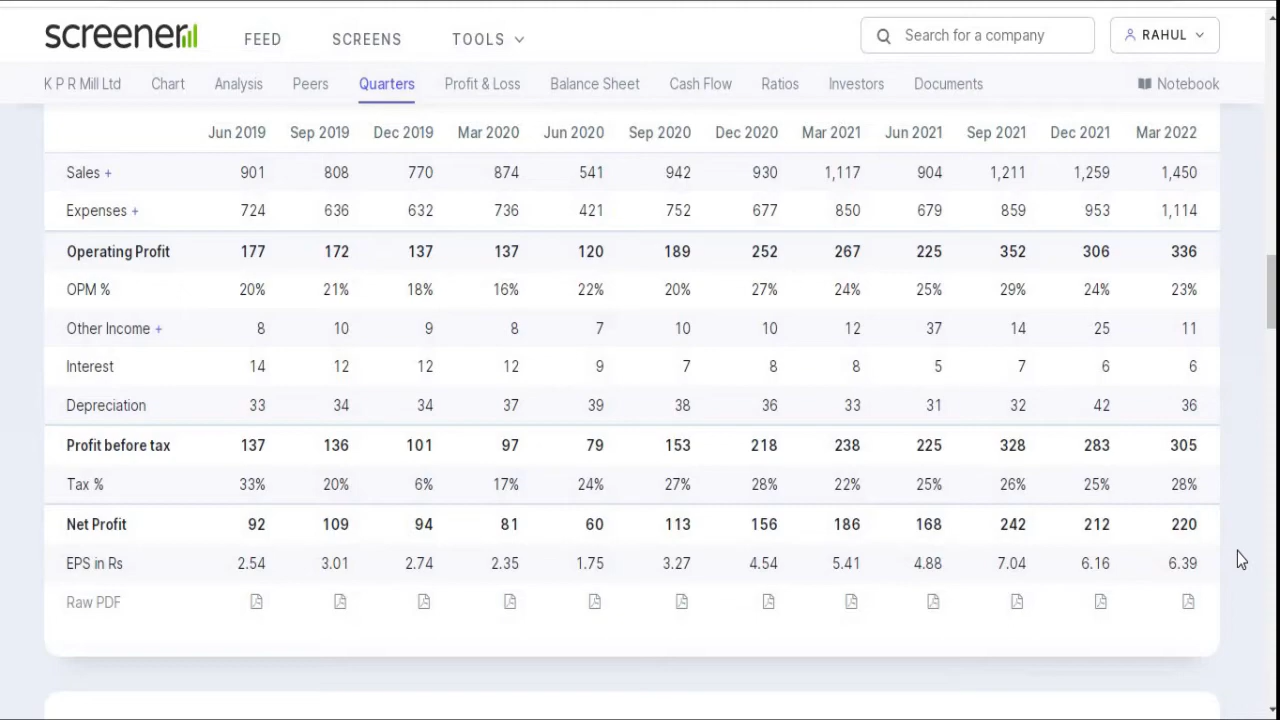 screener FEED SCREENS TOOLS Search for a company RAHUL
K P R Mill Ltd Chart Analysis Peers Quarters Profit & Loss Balance Sheet Cash Flow Ratios Investors Documents Notebook
Jun 2019 Sep 2019 Dec 2019 Mar 2020 Jun 2020 Sep 2020 Dec 2020 Mar 2021 Jun 2021 Sep 2021 Dec 2021 Mar 2022
Sales + 901 808 770 874 541 942 930 1,117 904 1,211 1,259 1,450
Expenses + 724 636 632 736 421 752 677 850 679 859 953 1,114
Operating Profit 177 172 137 137 120 189 252 267 225 352 306 336
OPM % 20% 21% 18% 16% 22% 20% 27% 24% 25% 29% 24% 23%
Other Income + 8 10 9 8 7 10 10 12 37 14 25 11
Interest 14 12 12 12 9 7 8 8 5 7 6 6
Depreciation 33 34 34 37 39 38 36 33 31 32 42 36
Profit before tax 137 136 101 97 79 153 218 238 225 328 283 305
Tax % 33% 20% 6% 17% 24% 27% 28% 22% 25% 26% 25% 28%
Net Profit 92 109 94 81 60 113 156 186 168 242 212 220
EPS in Rs 2.54 3.01 2.74 2.35 1.75 3.27 4.54 5.41 4.88 7.04 6.16 6.39
Raw PDF